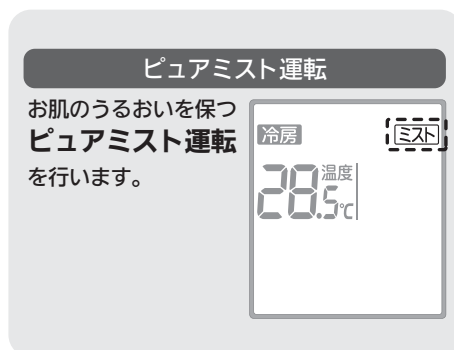 ピュアミスト運転
お肌のうるおいを保つ
ピュアミスト運転
を行います。
冷房
ミスト
温度
28.5℃